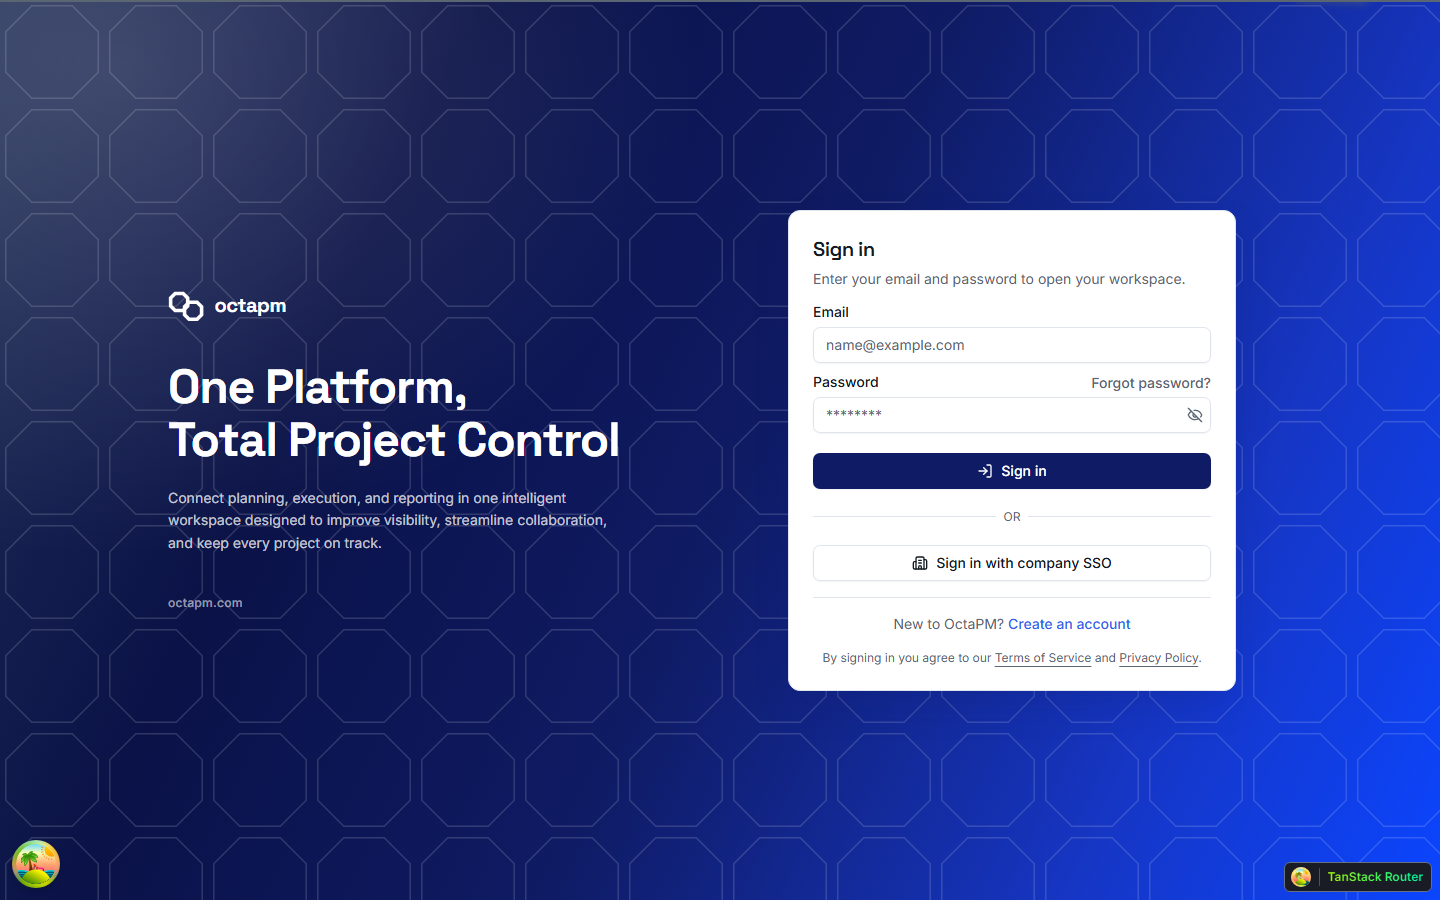 octapm
One Platform,
Total Project Control
Connect planning, execution, and reporting in one intelligent
workspace designed to improve visibility, streamline collaboration,
and keep every project on track.
octapm.com
Sign in
Enter your email and password to open your workspace.
Email
name@example.com
Password
Forgot password?
********
Sign in
OR
Sign in with company SSO
New to OctaPM? Create an account
By signing in you agree to our Terms of Service and Privacy Policy.
TanStack Router